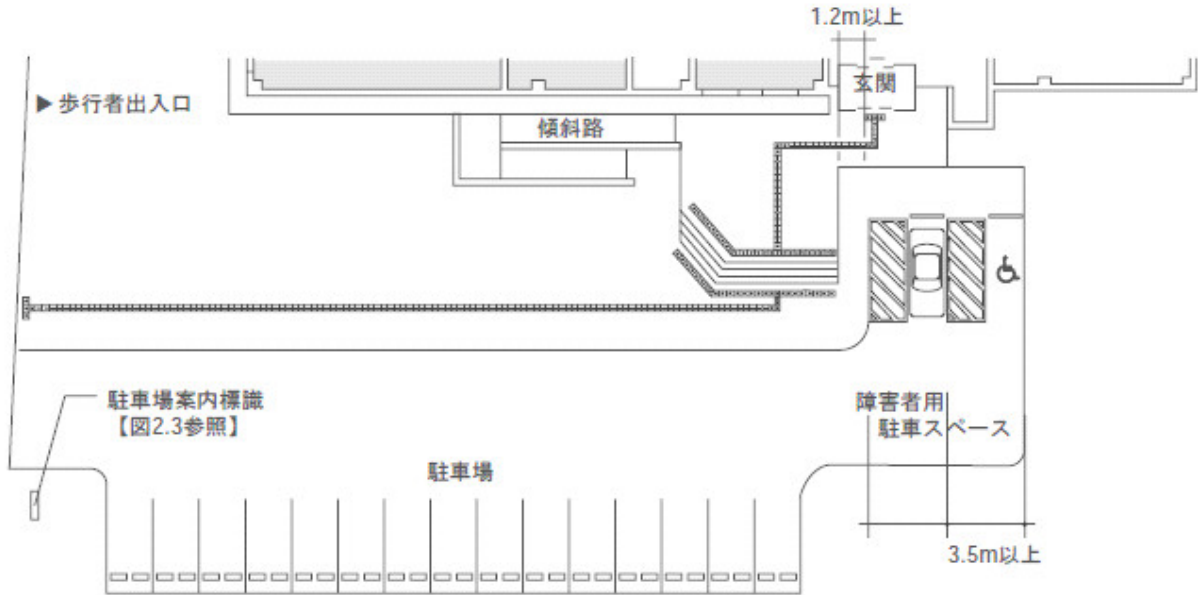 1.2m以上
玄関
▶歩行者出入口
傾斜路
駐車場案内標識
【図2.3参照】
障害者用
駐車スペース
駐車場
3.5m以上